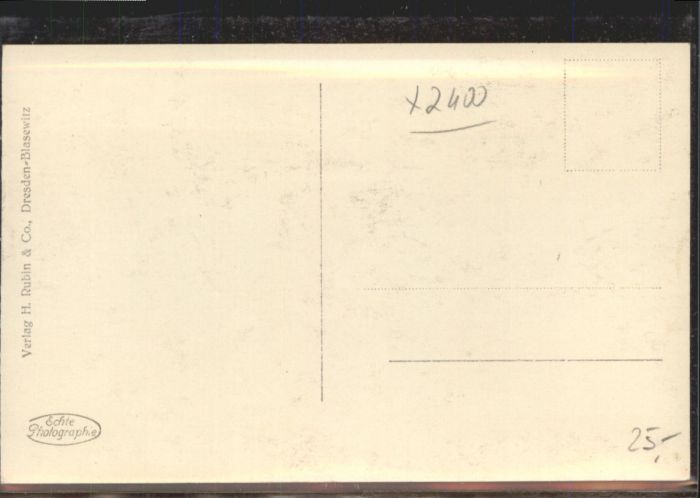 x2400
Verlag H. Rubin & Co., Dresden-Blasewitz
Echte
Photographie
25,-